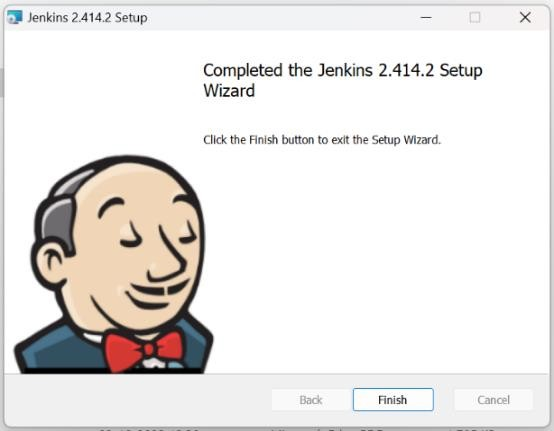 Jenkins 2.414.2 Setup
Completed the Jenkins 2.414.2 Setup
Wizard
Click the Finish button to exit the Setup Wizard.
Back
Finish
Cancel